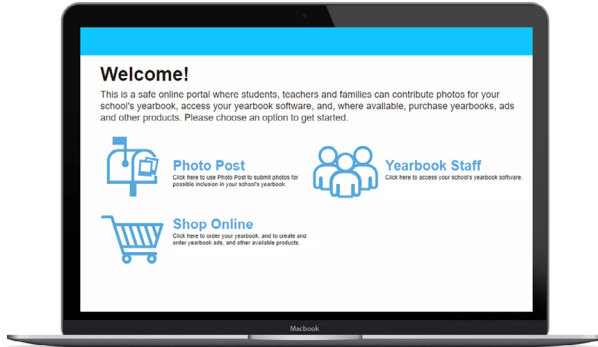 Welcome!
This is a safe online portal where students, teachers and families can contribute photos for your
school's yearbook, access your yearbook software, and, where available, purchase yearbooks, ads
and other products. Please choose an option to get started.
Photo Post
Click here to use Photo Post to submit photos for
possible inclusion in your school's yearbook.
Yearbook Staff
Click here to access your school's yearbook software.
Shop Online
Click here to order your yearbook, and to create and
order yearbook ads, and other available products.
Macbook